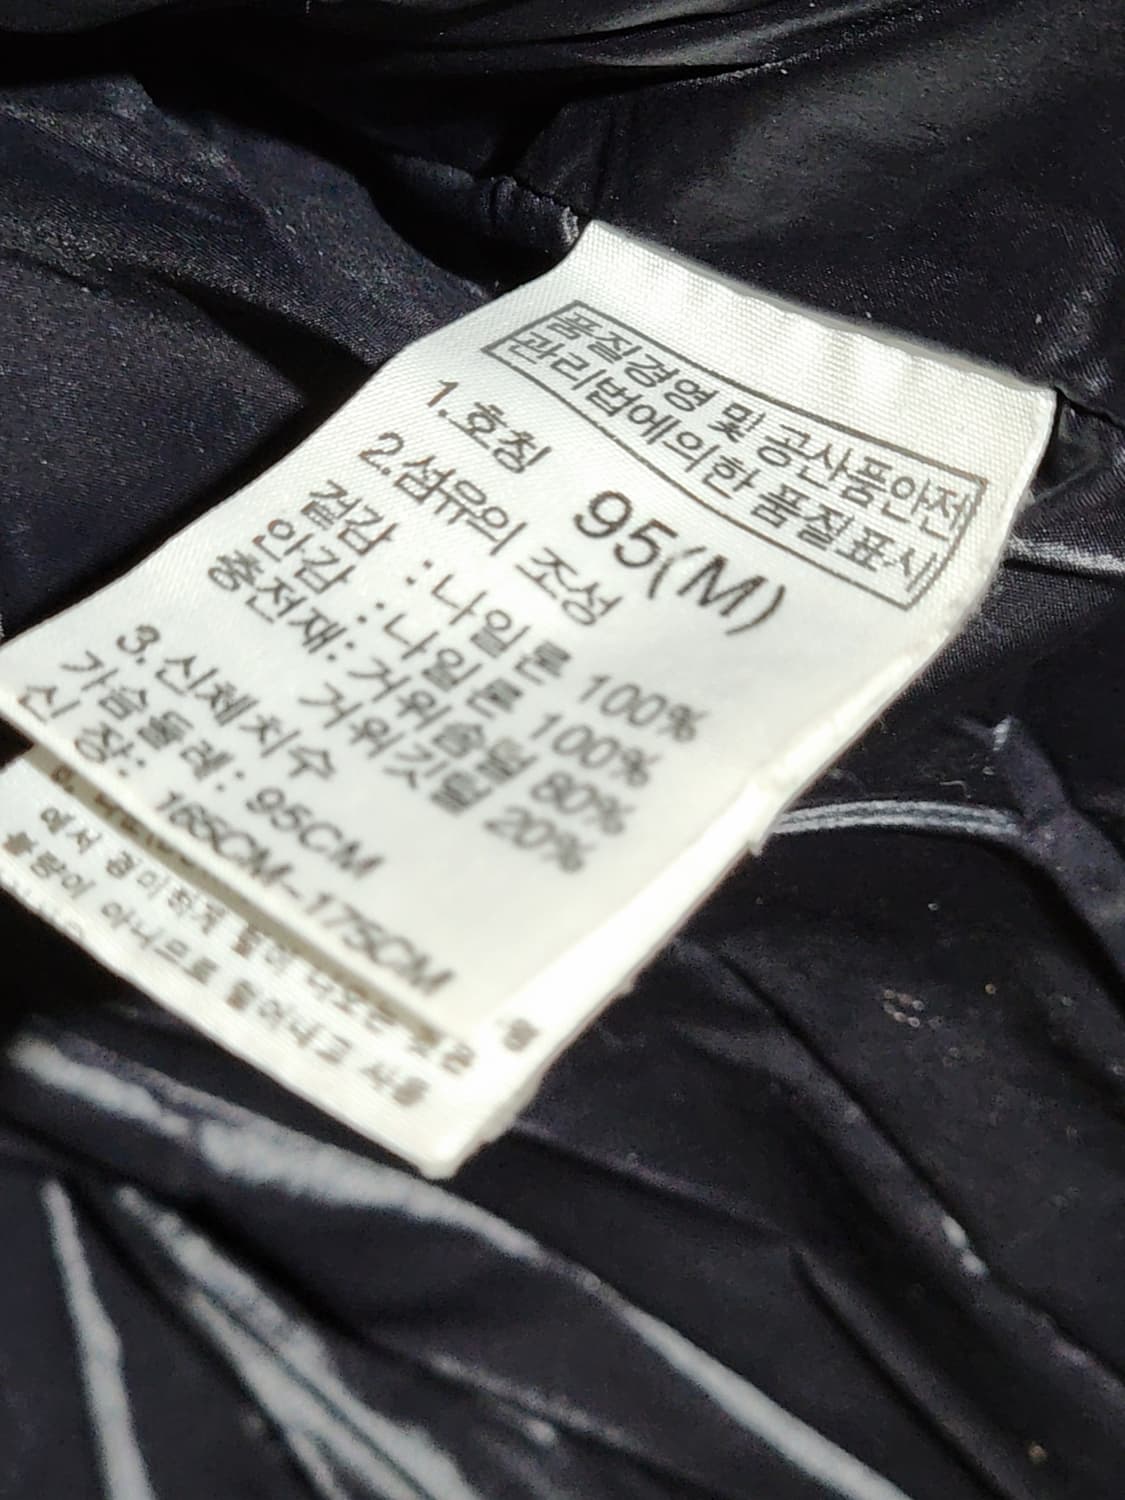 품질경영 및 공산품안전
관리법에의한 품질표시
1.호칭 95(M)
2.섬유의 조성
겉감 : 나일론 100%
안감 : 나일론 100%
충전재: 거위솜털 80%
거위깃털 20%
3.신체치수
가슴둘레: 95CM
신 장: 165CM-175CM